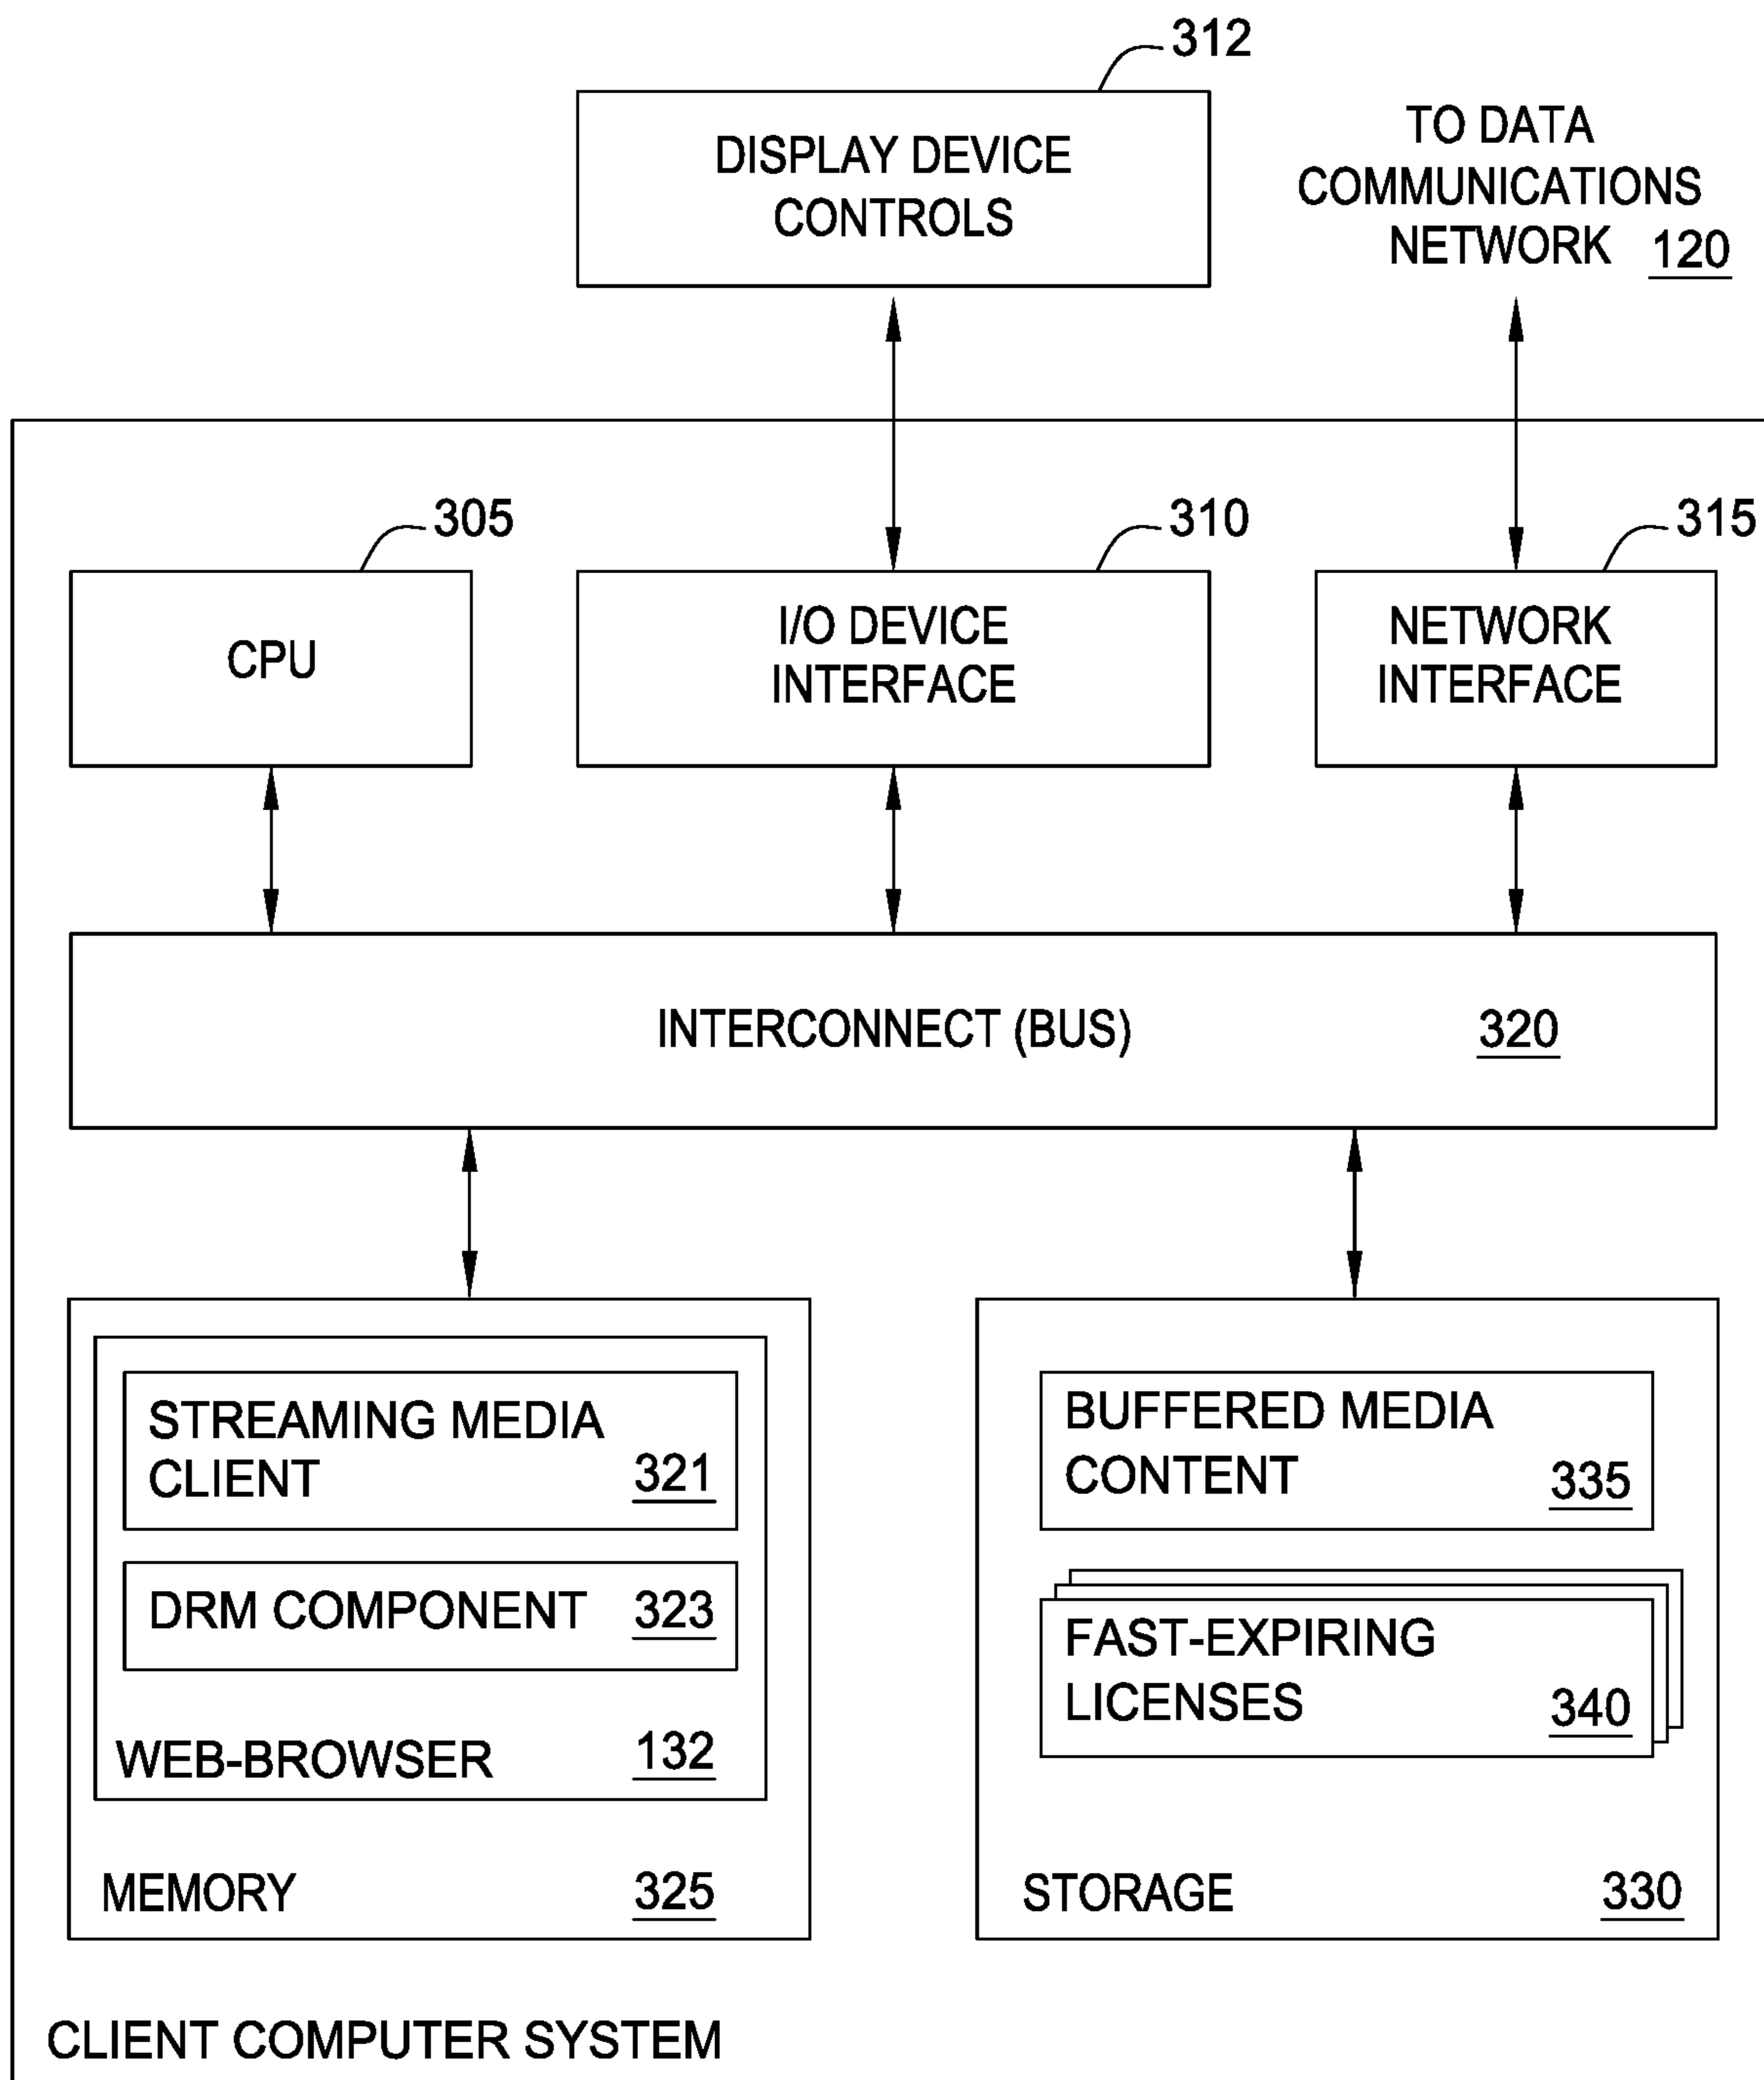 312
DISPLAY DEVICE
CONTROLS
TO DATA
COMMUNICATIONS
NETWORK 120
305
310
315
CPU
I/O DEVICE
INTERFACE
NETWORK
INTERFACE
INTERCONNECT (BUS) 320
STREAMING MEDIA
CLIENT 321
DRM COMPONENT 323
WEB-BROWSER 132
MEMORY 325
BUFFERED MEDIA
CONTENT 335
FAST-EXPIRING
LICENSES 340
STORAGE 330
CLIENT COMPUTER SYSTEM